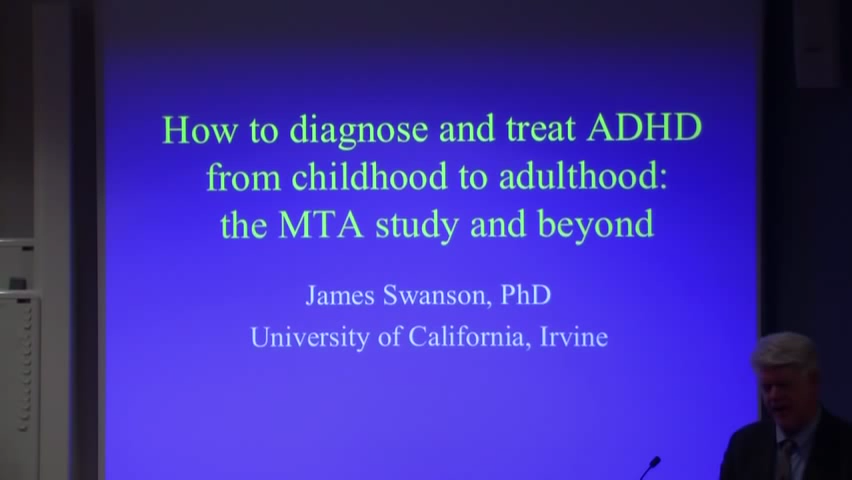 How to diagnose and treat ADHD
from childhood to adulthood:
the MTA study and beyond
James Swanson, PhD
University of California, Irvine